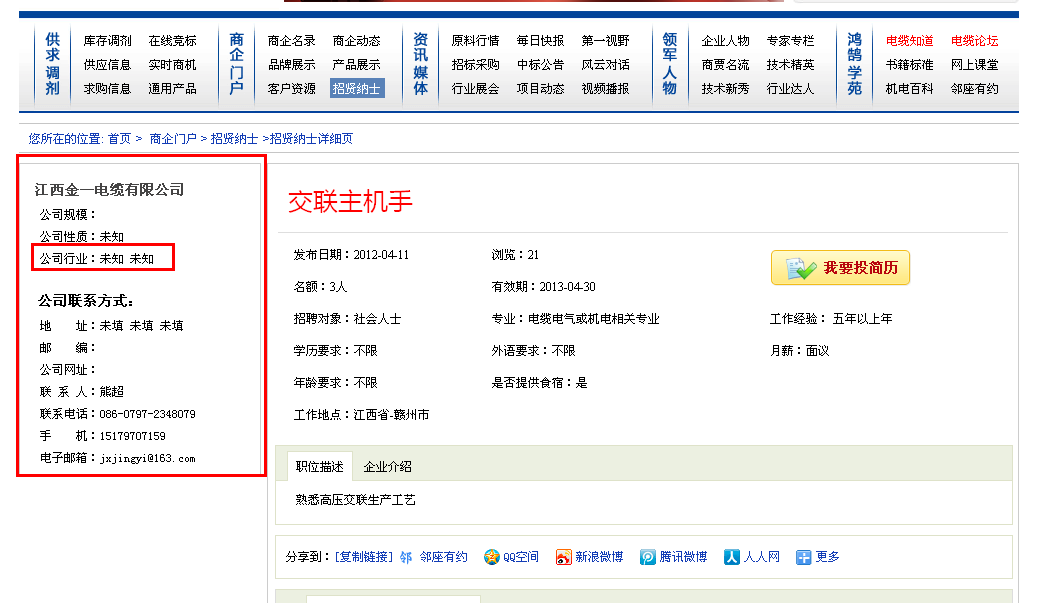 供求调剂 库存调剂 在线竞标 商企门户 商企名录 商企动态 资讯媒体 原料行情 每日快报 第一视野 领军人物 企业人物 专家专栏 鸿鹄学苑 电缆知道 电缆论坛
供应信息 实时商机 品牌展示 产品展示 招标采购 中标公告 风云对话 商贾名流 技术精英 书籍标准 网上课堂
求购信息 通用产品 客户资源 招贤纳士 行业展会 项目动态 视频播报 技术新秀 行业达人 机电百科 邻座有约
您所在的位置: 首页 > 商企门户 > 招贤纳士 >招贤纳士详细页
江西金一电缆有限公司
公司规模：
公司性质：未知
公司行业：未知 未知
公司联系方式：
地 址：未填 未填 未填
邮 编：
公司网址：
联 系 人：熊超
联系电话：086-0797-2348079
手 机：15179707159
电子邮箱：jxjingyi@163.com
交联主机手
发布日期：2012-04-11 浏览：21
我要投简历
名额：3人 有效期：2013-04-30
招聘对象：社会人士 专业：电缆电气或机电相关专业 工作经验： 五年以上年
学历要求：不限 外语要求：不限 月薪：面议
年龄要求：不限 是否提供食宿：是
工作地点：江西省-赣州市
职位描述 企业介绍
熟悉高压交联生产工艺
分享到：[复制链接] 邻 邻座有约 QQ空间 新浪微博 腾讯微博 人人网 更多